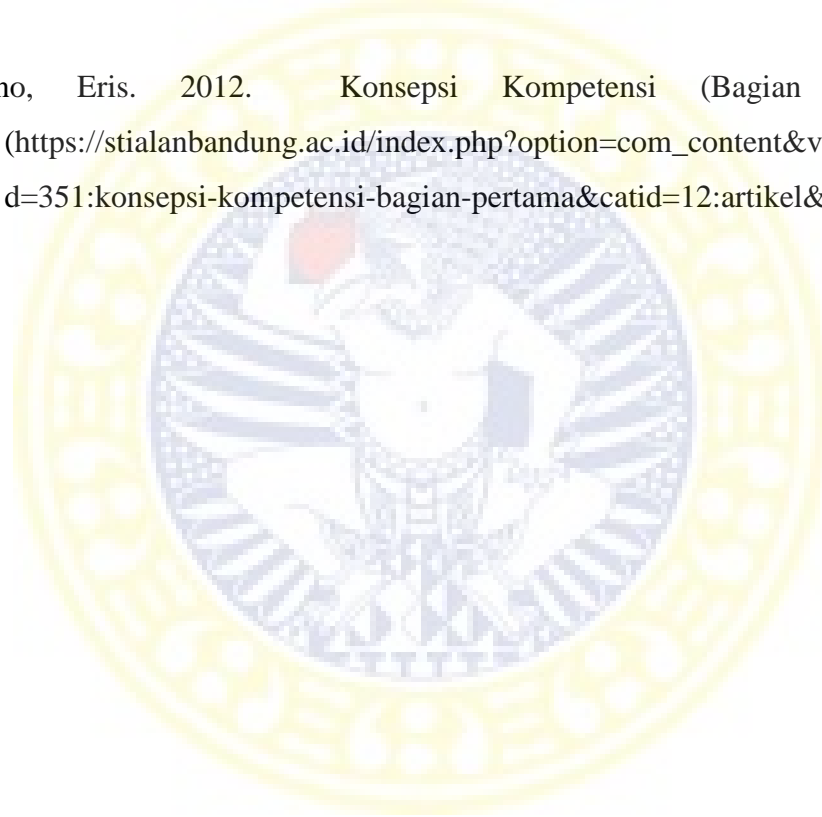 no, Eris. 2012. Konsepsi Kompetensi (Bagian
(https://stialanbandung.ac.id/index.php?option=com_content&v
d=351:konsepsi-kompetensi-bagian-pertama&catid=12:artikel&